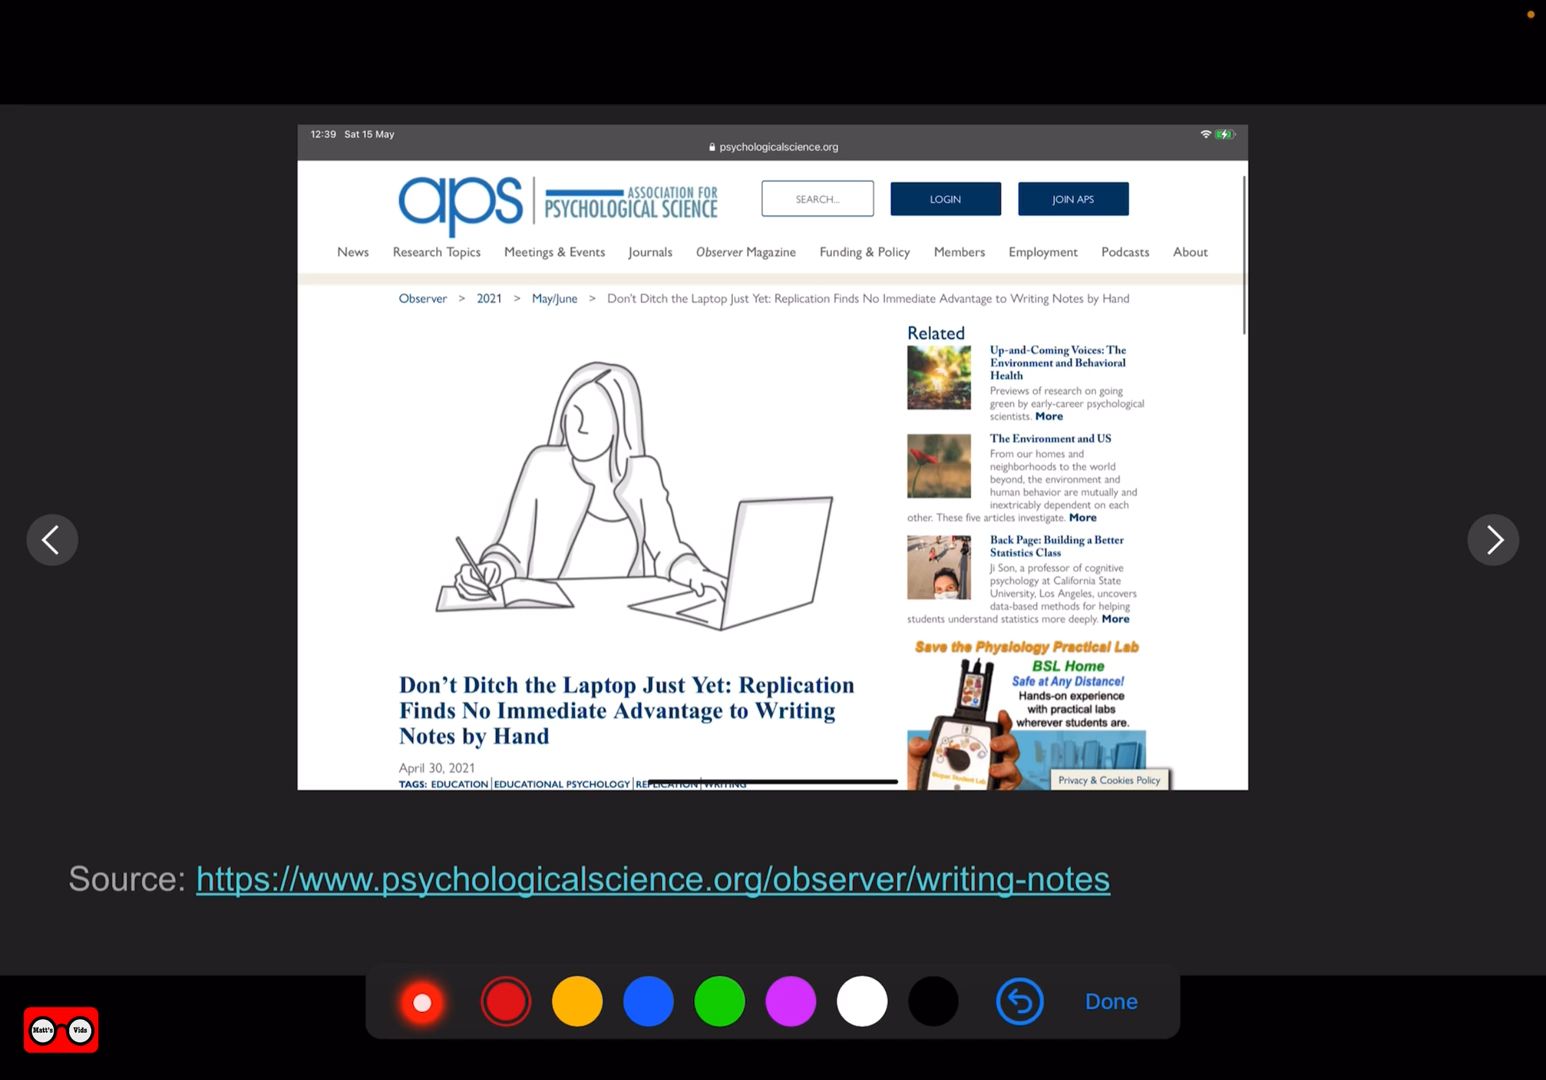 12:39 Sat 15 May
psychologicalscience.org
aps
ASSOCIATION FOR
PSYCHOLOGICAL SCIENCE
SEARCH...
LOGIN
JOIN APS
News Research Topics Meetings & Events Journals Observer Magazine Funding & Policy Members Employment Podcasts About
Observer > 2021 > May/June > Don't Ditch the Laptop Just Yet: Replication Finds No Immediate Advantage to Writing Notes by Hand
Don't Ditch the Laptop Just Yet: Replication
Finds No Immediate Advantage to Writing
Notes by Hand
April 30, 2021
TAGS: EDUCATION | EDUCATIONAL PSYCHOLOGY | REPLICATION | WRITING
Related
Up-and-Coming Voices: The
Environment and Behavioral
Health
Previews of research on going
green by early-career psychological
scientists. More
The Environment and US
From our homes and
neighborhoods to the world
beyond, the environment and
human behavior are mutually and
inextricably dependent on each
other. These five articles investigate. More
Back Page: Building a Better
Statistics Class
Ji Son, a professor of cognitive
psychology at California State
University, Los Angeles, uncovers
data-based methods for helping
students understand statistics more deeply. More
Save the Physiology Practical Lab
BSL Home
Safe at Any Distance!
Hands-on experience
with practical labs
wherever students are.
Biopac Student Lab
Privacy & Cookies Policy
Source: https://www.psychologicalscience.org/observer/writing-notes
Done
Matt's Vids